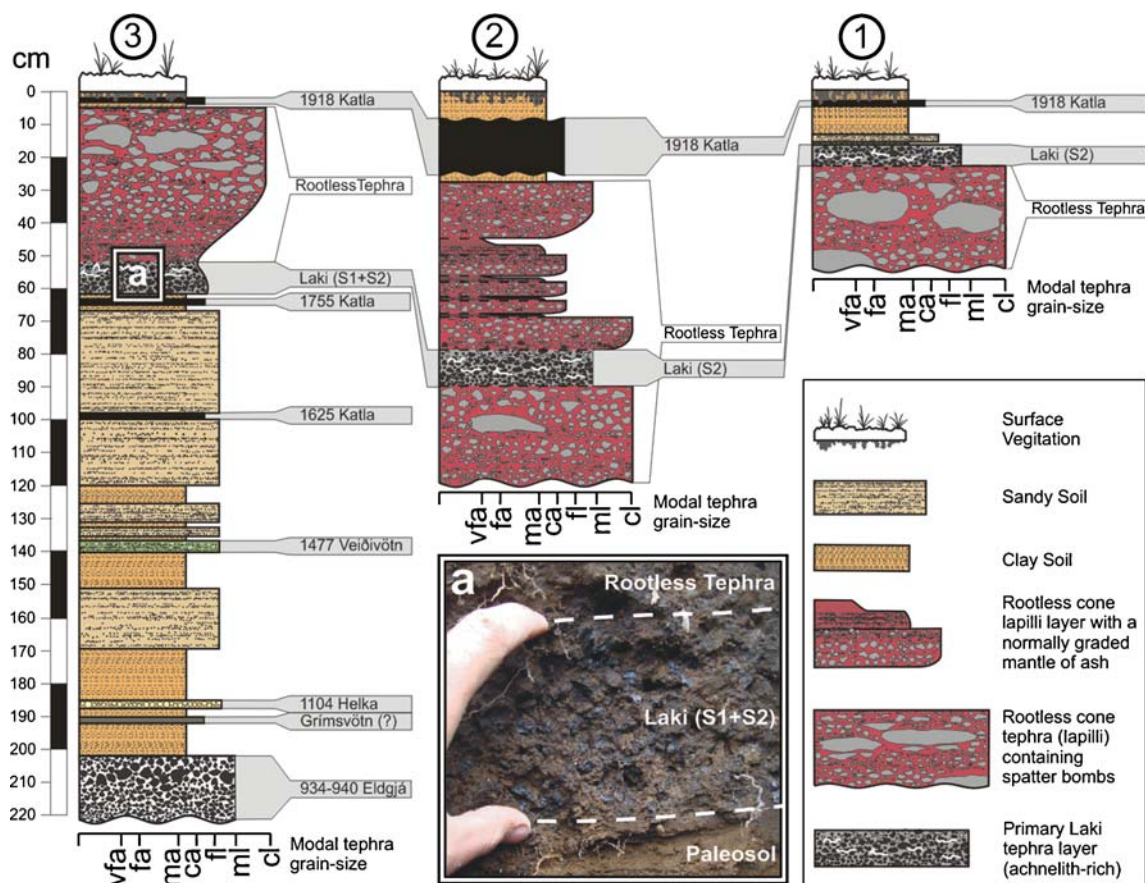 3
2
1
cm
0
10
20
30
40
50
60
70
80
90
100
110
120
130
140
150
160
170
180
190
200
210
220
1918 Katla
Rootless Tephra
Laki (S1+S2)
1755 Katla
1625 Katla
1477 Veiðivötn
1104 Helka
Grímsvötn (?)
934-940 Eldgjá
a
vfa
fa
ma
ca
fl
ml
cl
Modal tephra
grain-size
1918 Katla
Rootless Tephra
Laki (S2)
vfa
fa
ma
ca
fl
ml
cl
Modal tephra
grain-size
1918 Katla
Laki (S2)
Rootless Tephra
vfa
fa
ma
ca
fl
ml
cl
Modal tephra
grain-size
a
Rootless Tephra
Laki (S1+S2)
Paleosol
Surface
Vegitation
Sandy Soil
Clay Soil
Rootless cone
lapilli layer with a
normally graded
mantle of ash
Rootless cone
tephra (lapilli)
containing
spatter bombs
Primary Laki
tephra layer
(achnelith-rich)